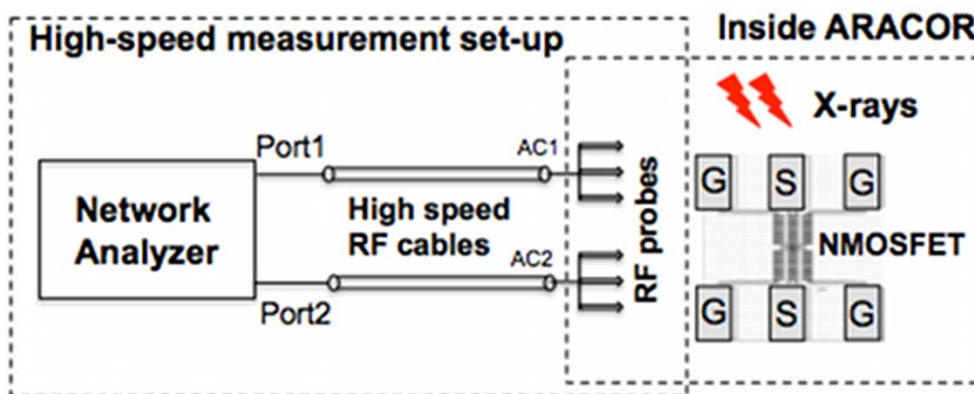 High-speed measurement set-up
Inside ARACOR
X-rays
Port1
AC1
Network
Analyzer
High speed
RF cables
RF probes
G S G
NMOSFET
AC2
Port2
G S G